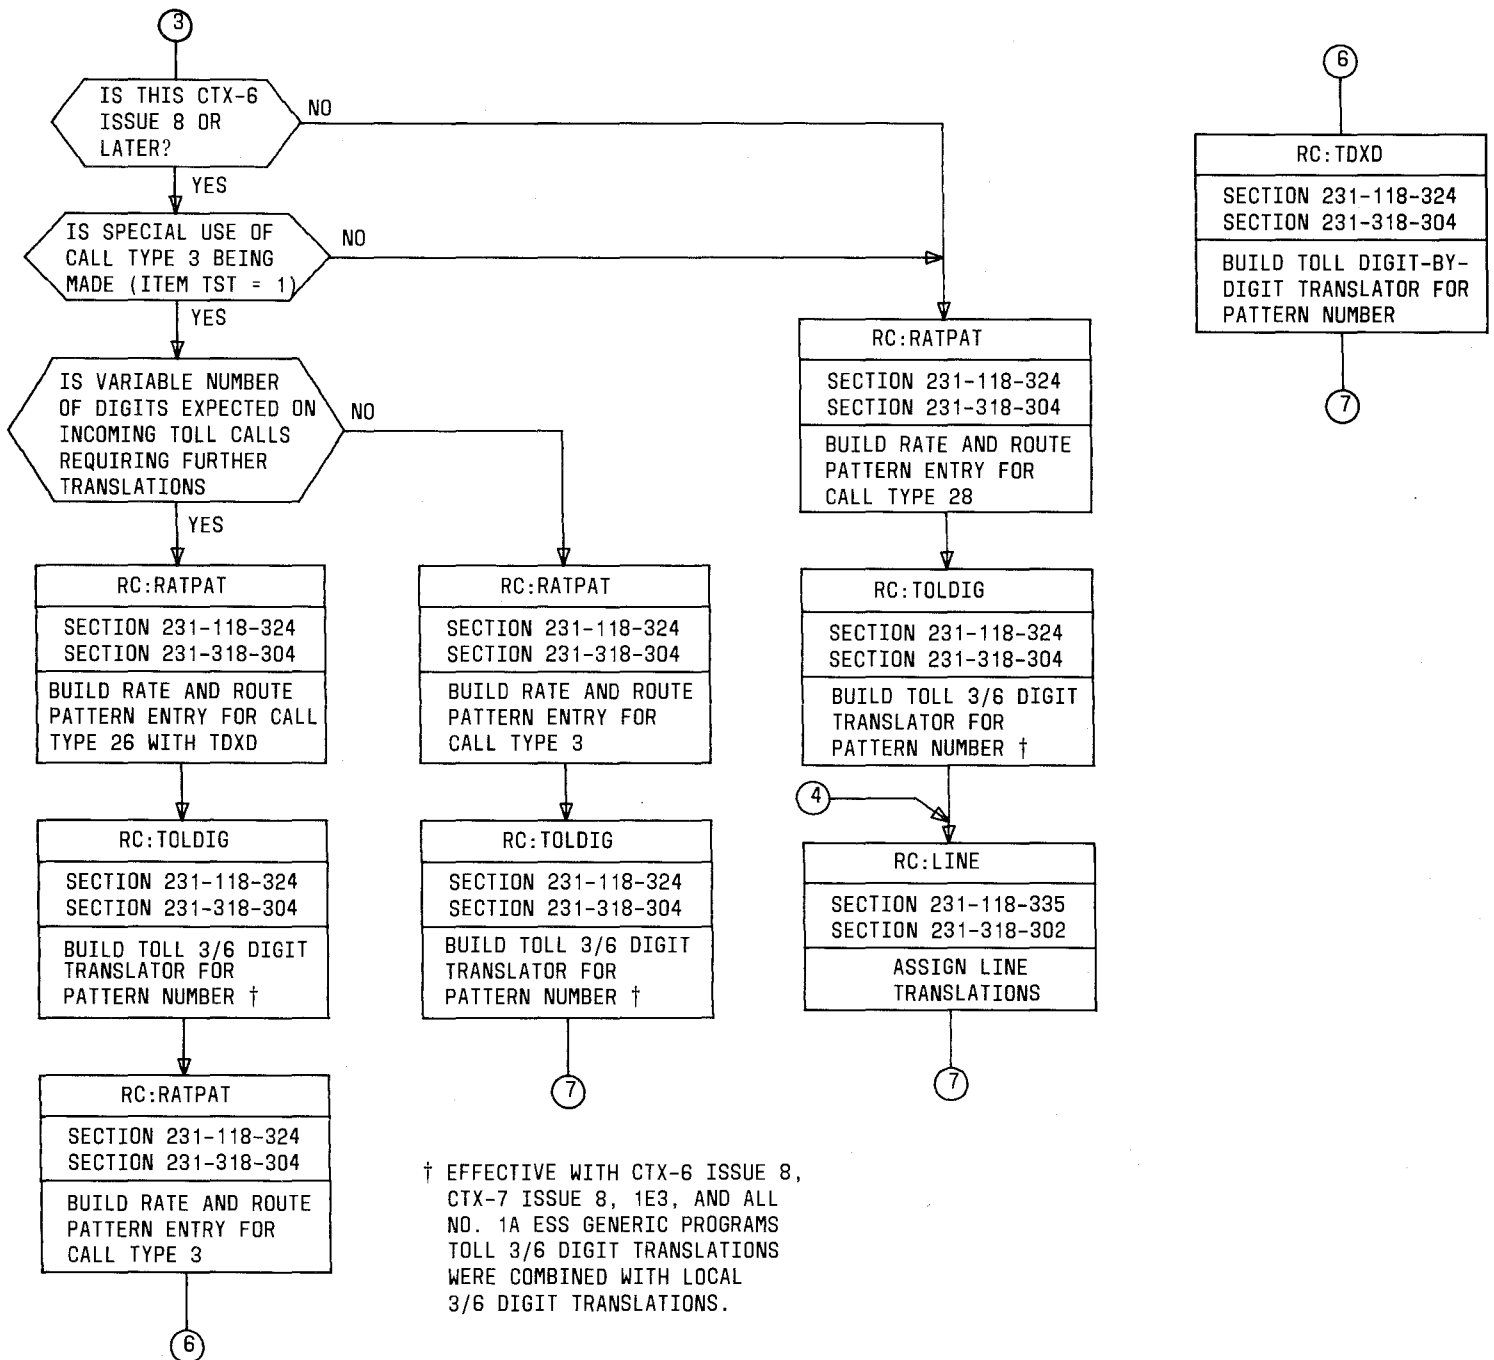 3
IS THIS CTX-6
ISSUE 8 OR
LATER?
NO
YES
IS SPECIAL USE OF
CALL TYPE 3 BEING
MADE (ITEM TST = 1)
NO
YES
IS VARIABLE NUMBER
OF DIGITS EXPECTED ON
INCOMING TOLL CALLS
REQUIRING FURTHER
TRANSLATIONS
NO
YES
RC:RATPAT
SECTION 231-118-324
SECTION 231-318-304
BUILD RATE AND ROUTE
PATTERN ENTRY FOR CALL
TYPE 26 WITH TDXD
RC:TOLDIG
SECTION 231-118-324
SECTION 231-318-304
BUILD TOLL 3/6 DIGIT
TRANSLATOR FOR
PATTERN NUMBER †
RC:RATPAT
SECTION 231-118-324
SECTION 231-318-304
BUILD RATE AND ROUTE
PATTERN ENTRY FOR
CALL TYPE 3
6
RC:RATPAT
SECTION 231-118-324
SECTION 231-318-304
BUILD RATE AND ROUTE
PATTERN ENTRY FOR
CALL TYPE 3
RC:TOLDIG
SECTION 231-118-324
SECTION 231-318-304
BUILD TOLL 3/6 DIGIT
TRANSLATOR FOR
PATTERN NUMBER †
7
RC:RATPAT
SECTION 231-118-324
SECTION 231-318-304
BUILD RATE AND ROUTE
PATTERN ENTRY FOR
CALL TYPE 28
RC:TOLDIG
SECTION 231-118-324
SECTION 231-318-304
BUILD TOLL 3/6 DIGIT
TRANSLATOR FOR
PATTERN NUMBER †
4
RC:LINE
SECTION 231-118-335
SECTION 231-318-302
ASSIGN LINE
TRANSLATIONS
7
6
RC:TDXD
SECTION 231-118-324
SECTION 231-318-304
BUILD TOLL DIGIT-BY-
DIGIT TRANSLATOR FOR
PATTERN NUMBER
7
† EFFECTIVE WITH CTX-6 ISSUE 8,
CTX-7 ISSUE 8, 1E3, AND ALL
NO. 1A ESS GENERIC PROGRAMS
TOLL 3/6 DIGIT TRANSLATIONS
WERE COMBINED WITH LOCAL
3/6 DIGIT TRANSLATIONS.